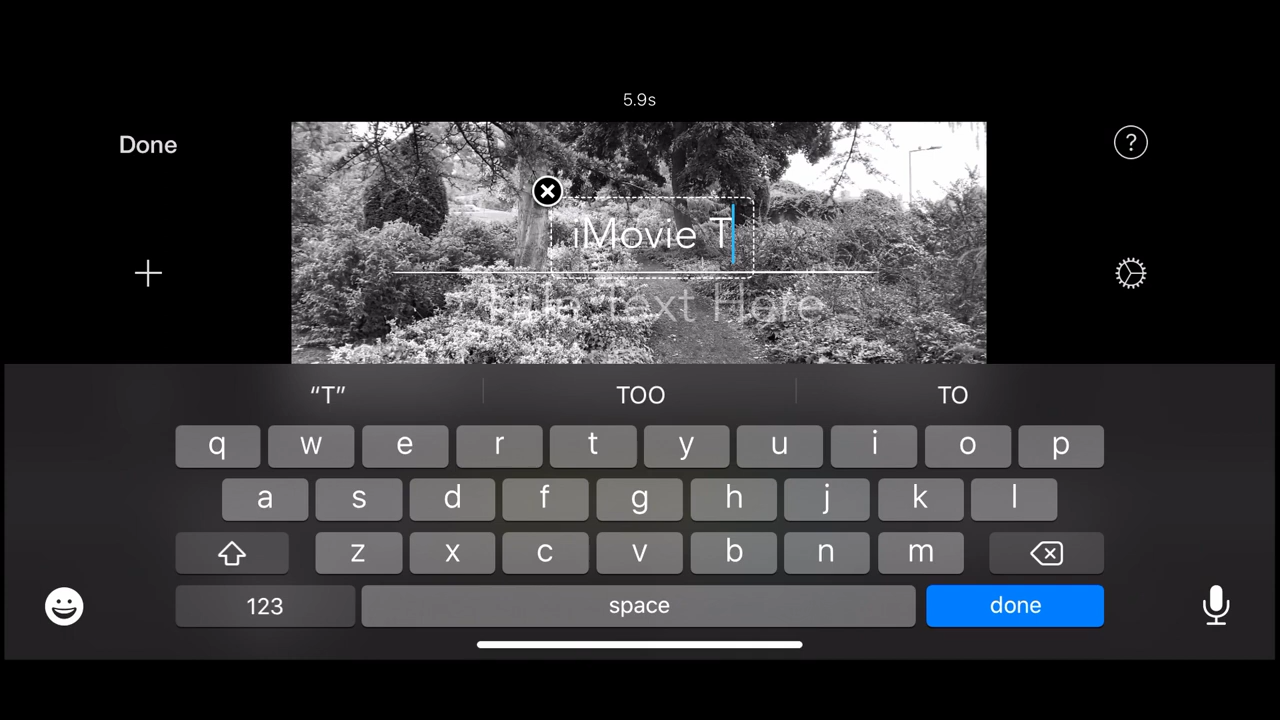 5.9s
Done
?
iMovie T
Title Text Here
“T” TOO TO
q w e r t y u i o p
a s d f g h j k l
z x c v b n m
123 space done